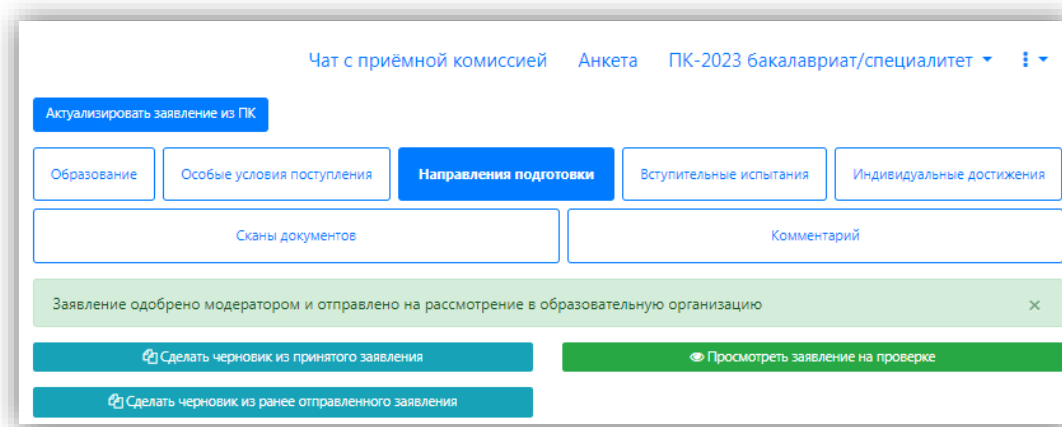 Чат с приёмной комиссией Анкета ПК-2023 бакалавриат/специалитет
Актуализировать заявление из ПК
Образование Особые условия поступления Направления подготовки Вступительные испытания Индивидуальные достижения
Сканы документов Комментарий
Заявление одобрено модератором и отправлено на рассмотрение в образовательную организацию ×
Сделать черновик из принятого заявления Просмотреть заявление на проверке
Сделать черновик из ранее отправленного заявления